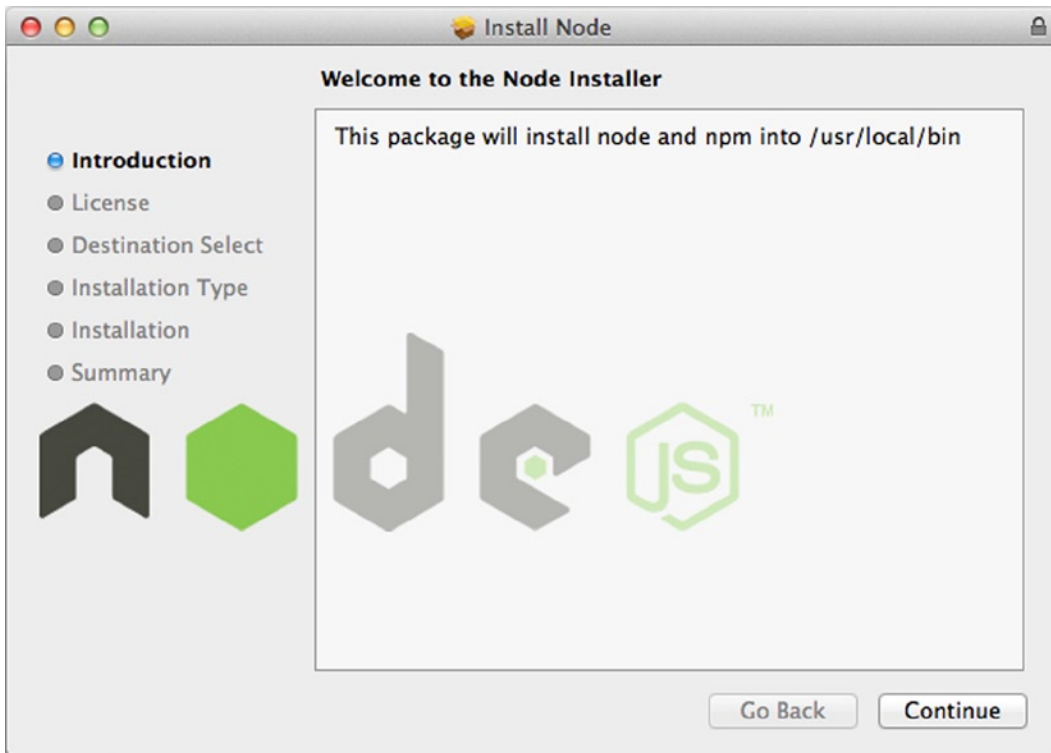 Install Node
Welcome to the Node Installer
Introduction
License
Destination Select
Installation Type
Installation
Summary
This package will install node and npm into /usr/local/bin
node
JS
TM
Go Back
Continue